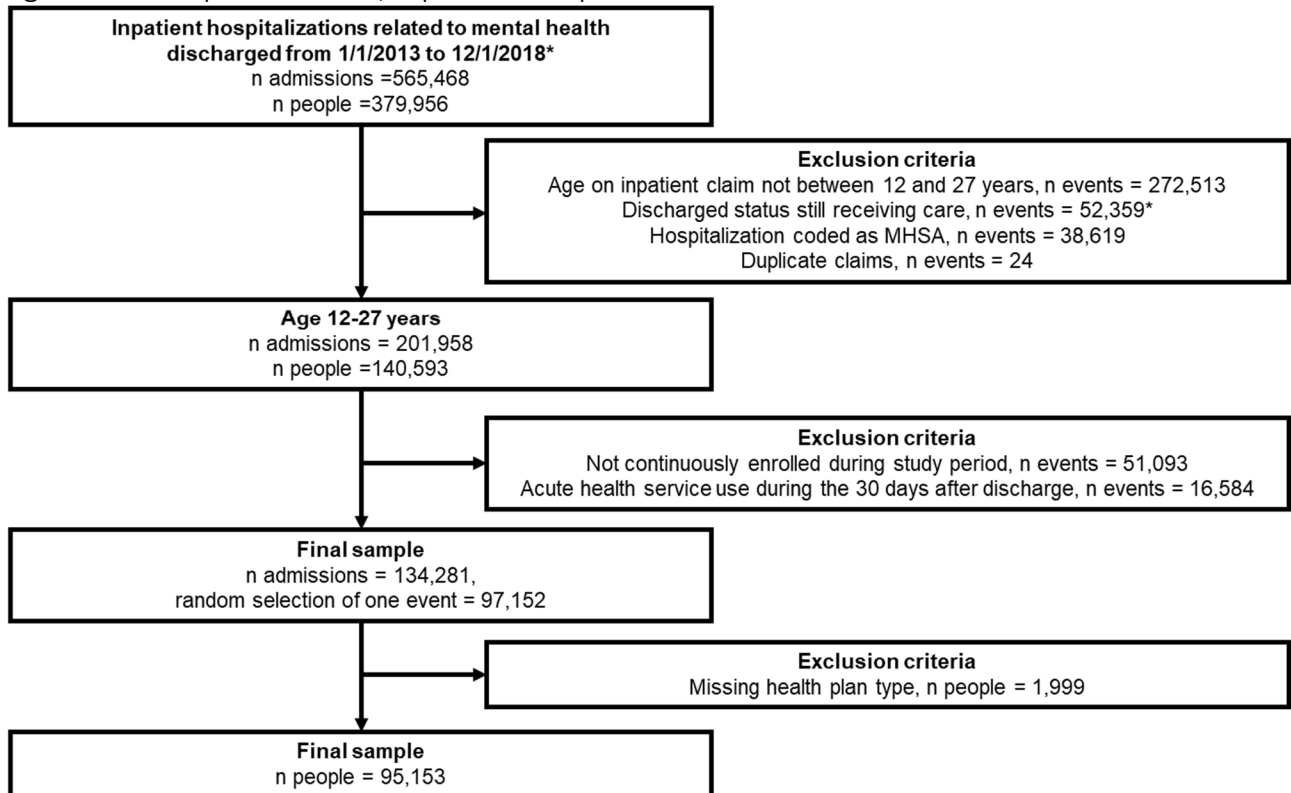 Inpatient hospitalizations related to mental health
discharged from 1/1/2013 to 12/1/2018*
n admissions =565,468
n people =379,956
Exclusion criteria
Age on inpatient claim not between 12 and 27 years, n events = 272,513
Discharged status still receiving care, n events = 52,359*
Hospitalization coded as MHSA, n events = 38,619
Duplicate claims, n events = 24
Age 12-27 years
n admissions = 201,958
n people =140,593
Exclusion criteria
Not continuously enrolled during study period, n events = 51,093
Acute health service use during the 30 days after discharge, n events = 16,584
Final sample
n admissions = 134,281,
random selection of one event = 97,152
Exclusion criteria
Missing health plan type, n people = 1,999
Final sample
n people = 95,153